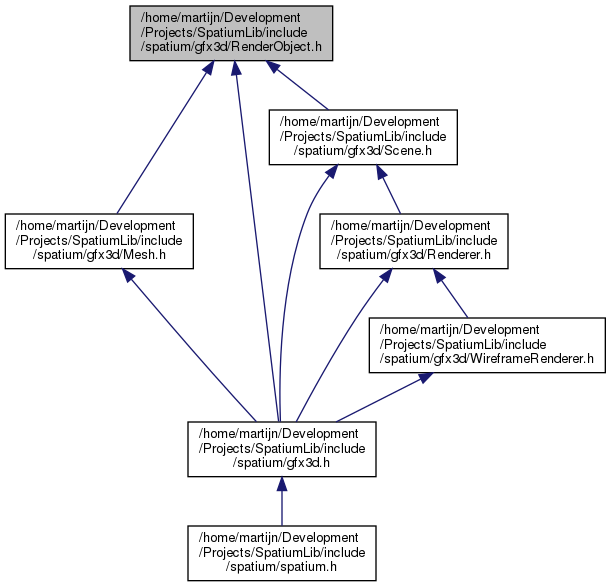 /home/martijn/Development
/Projects/SpatiumLib/include
/spatium/gfx3d/RenderObject.h
/home/martijn/Development
/Projects/SpatiumLib/include
/spatium/gfx3d/Scene.h
/home/martijn/Development
/Projects/SpatiumLib/include
/spatium/gfx3d/Mesh.h
/home/martijn/Development
/Projects/SpatiumLib/include
/spatium/gfx3d/Renderer.h
/home/martijn/Development
/Projects/SpatiumLib/include
/spatium/gfx3d/WireframeRenderer.h
/home/martijn/Development
/Projects/SpatiumLib/include
/spatium/gfx3d.h
/home/martijn/Development
/Projects/SpatiumLib/include
/spatium/spatium.h